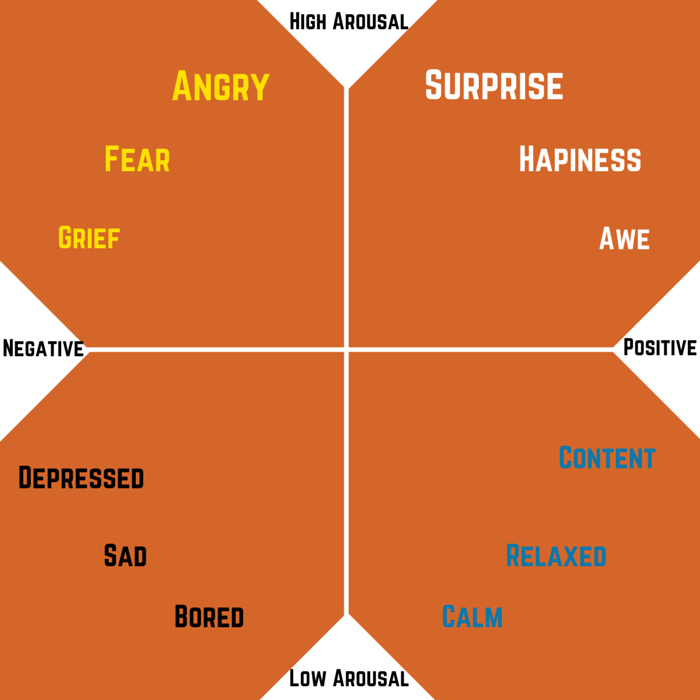 High Arousal
Angry
Surprise
Fear
Hapiness
Grief
Awe
Negative
Positive
Content
Depressed
Sad
Relaxed
Bored
Calm
Low Arousal